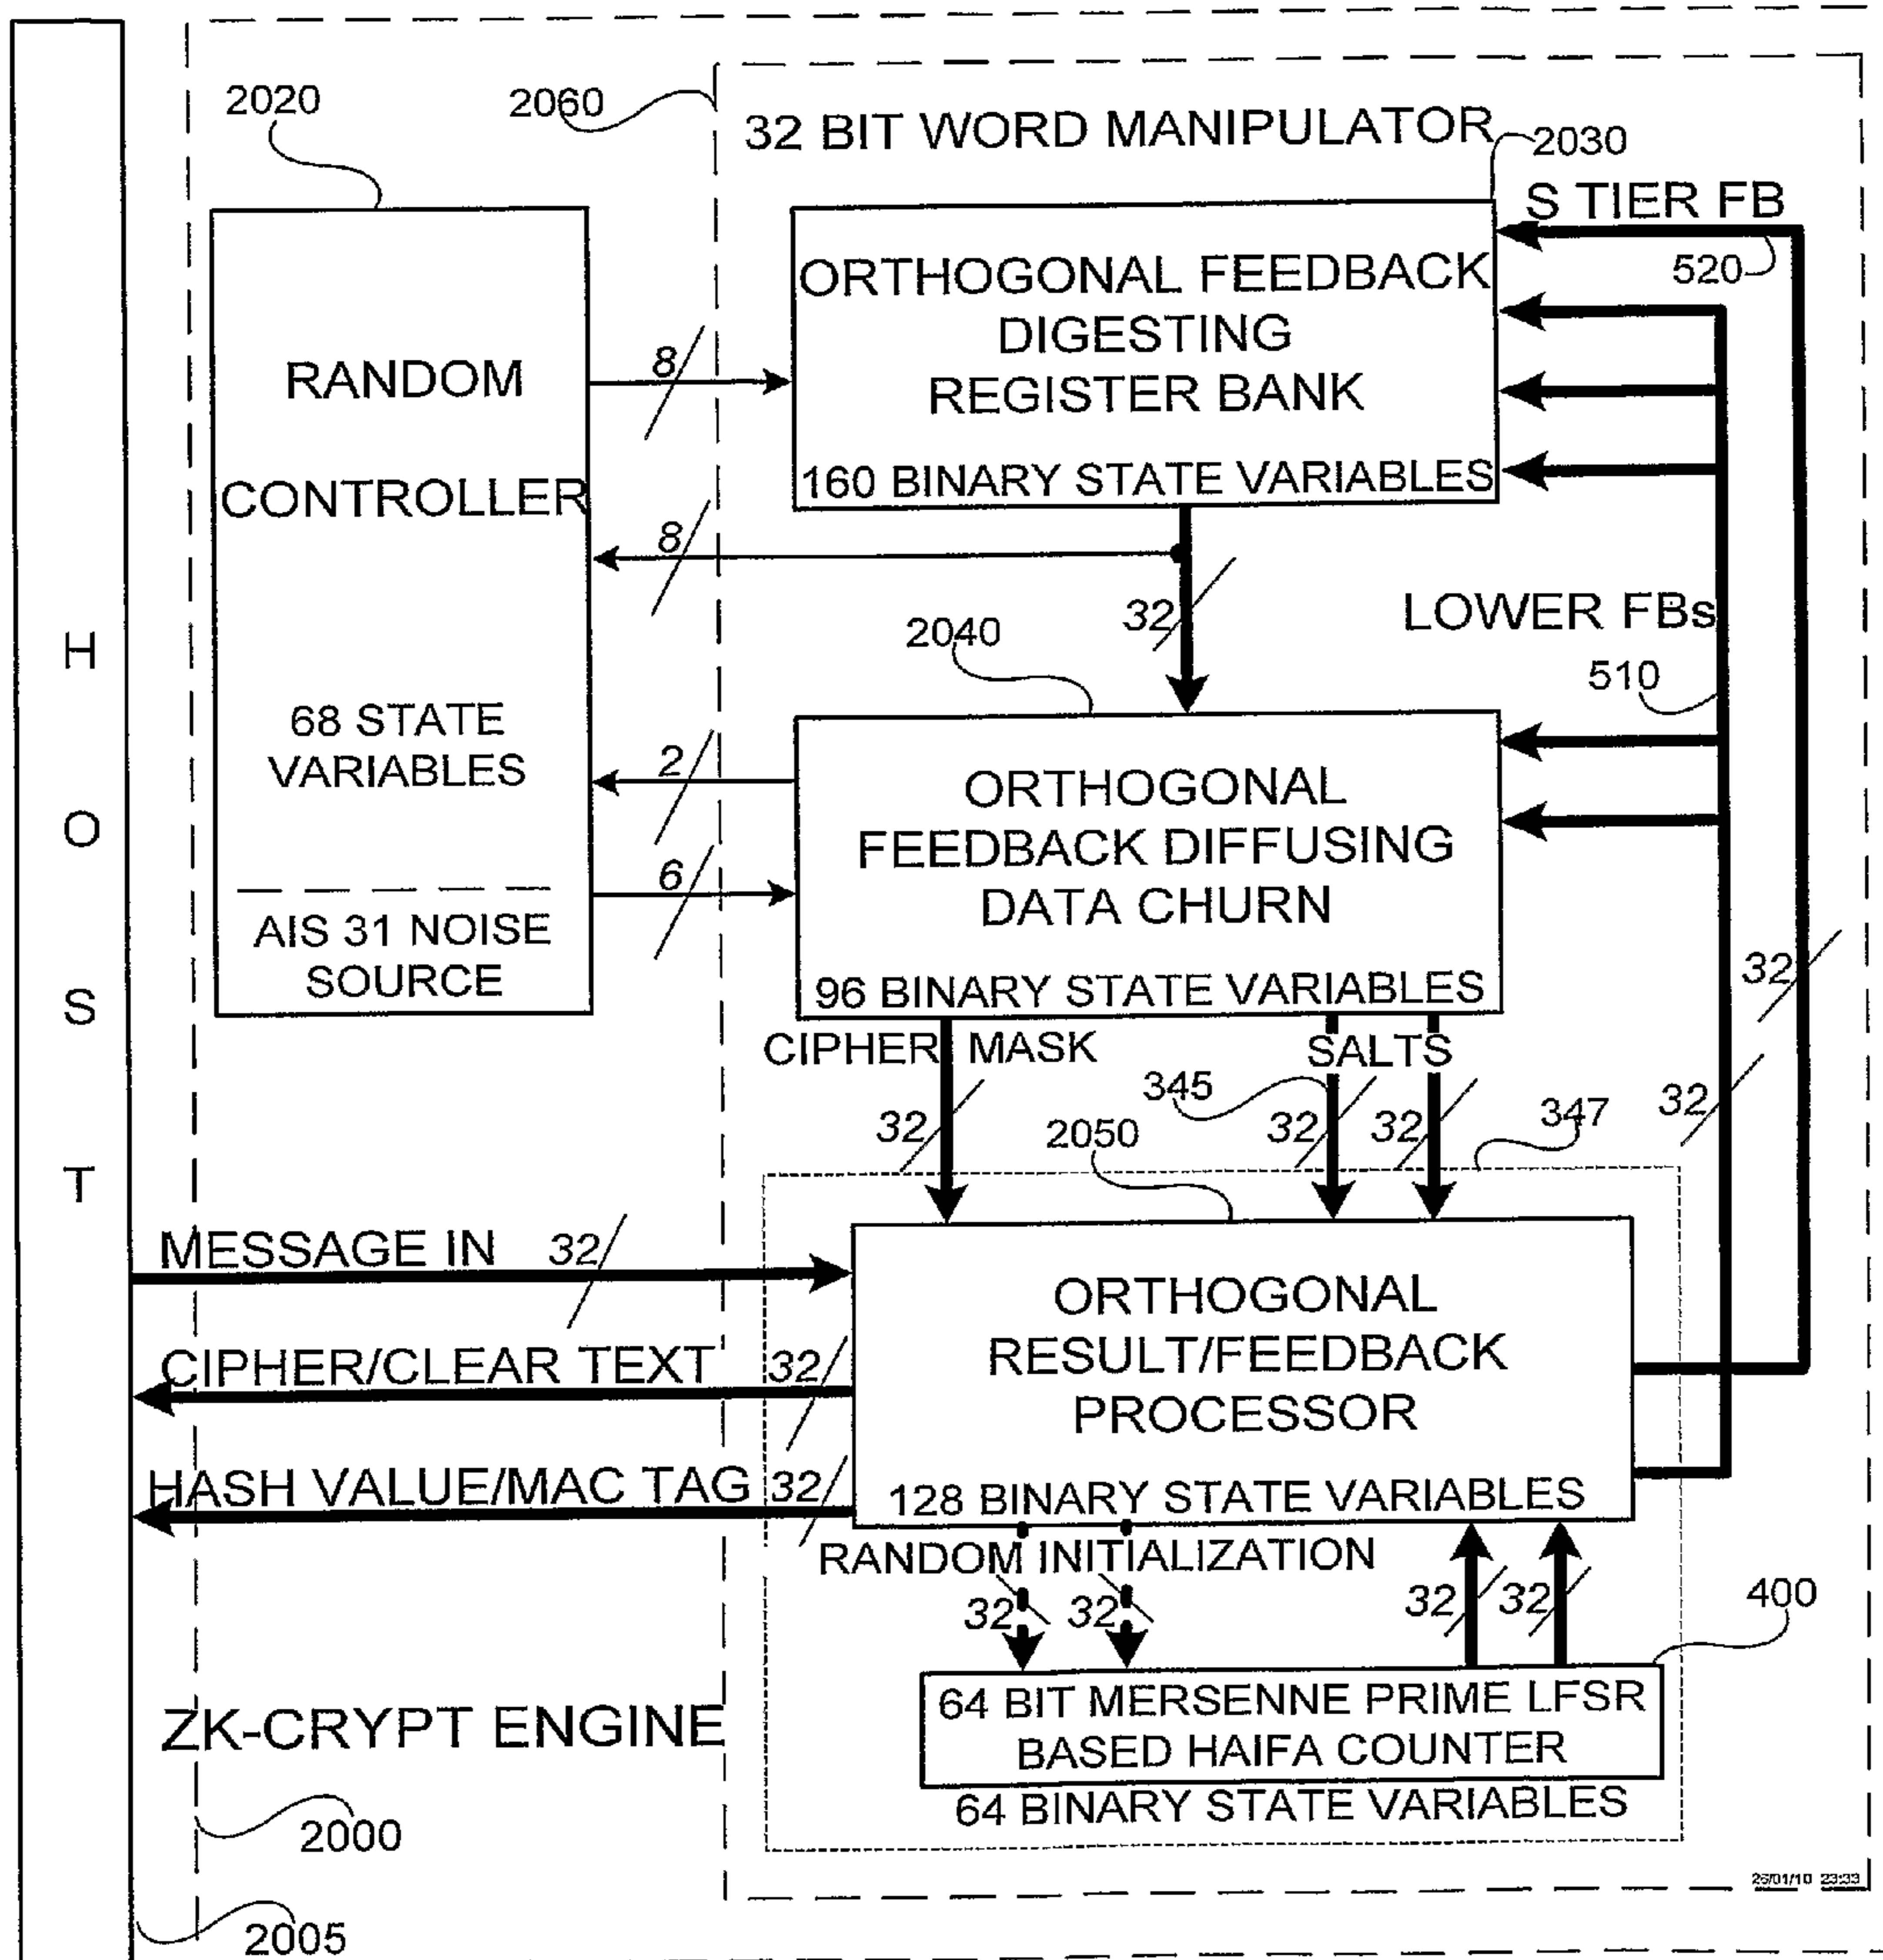 2020
2060
32 BIT WORD MANIPULATOR
2030
S TIER FB
520
ORTHOGONAL FEEDBACK
DIGESTING
REGISTER BANK
160 BINARY STATE VARIABLES
RANDOM
CONTROLLER
68 STATE
VARIABLES
AIS 31 NOISE
SOURCE
8
8
32
2
6
LOWER FBs
510
2040
ORTHOGONAL
FEEDBACK DIFFUSING
DATA CHURN
96 BINARY STATE VARIABLES
32
32
CIPHER MASK
SALTS
345
32
32
32
347
2050
H
O
S
T
MESSAGE IN
32
CIPHER/CLEAR TEXT
32
HASH VALUE/MAC TAG
32
ORTHOGONAL
RESULT/FEEDBACK
PROCESSOR
128 BINARY STATE VARIABLES
RANDOM INITIALIZATION
32
32
32
32
400
64 BIT MERSENNE PRIME LFSR
BASED HAIFA COUNTER
64 BINARY STATE VARIABLES
ZK-CRYPT ENGINE
2000
2005
26/01/10 23:33